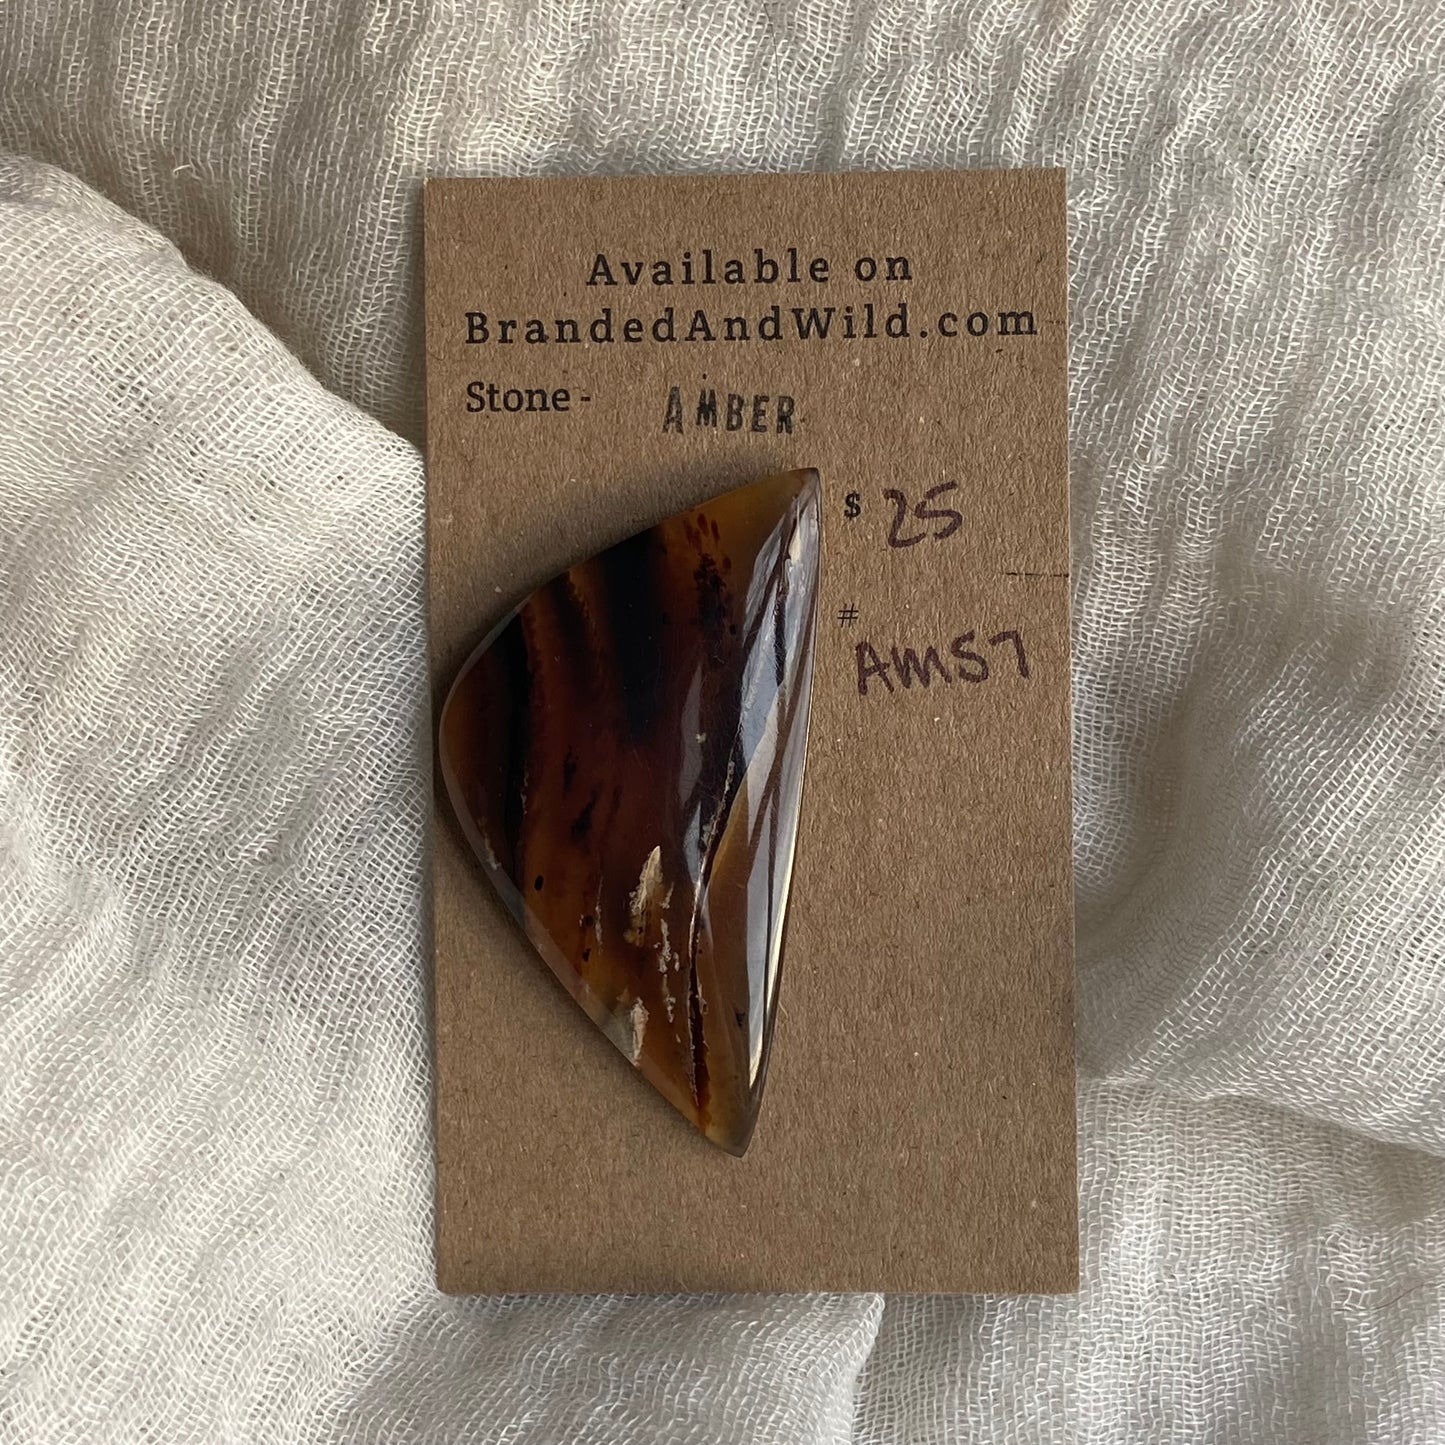 Available on
BrandedAndWild.com
Stone - AMBER
$ 25
#
AM57